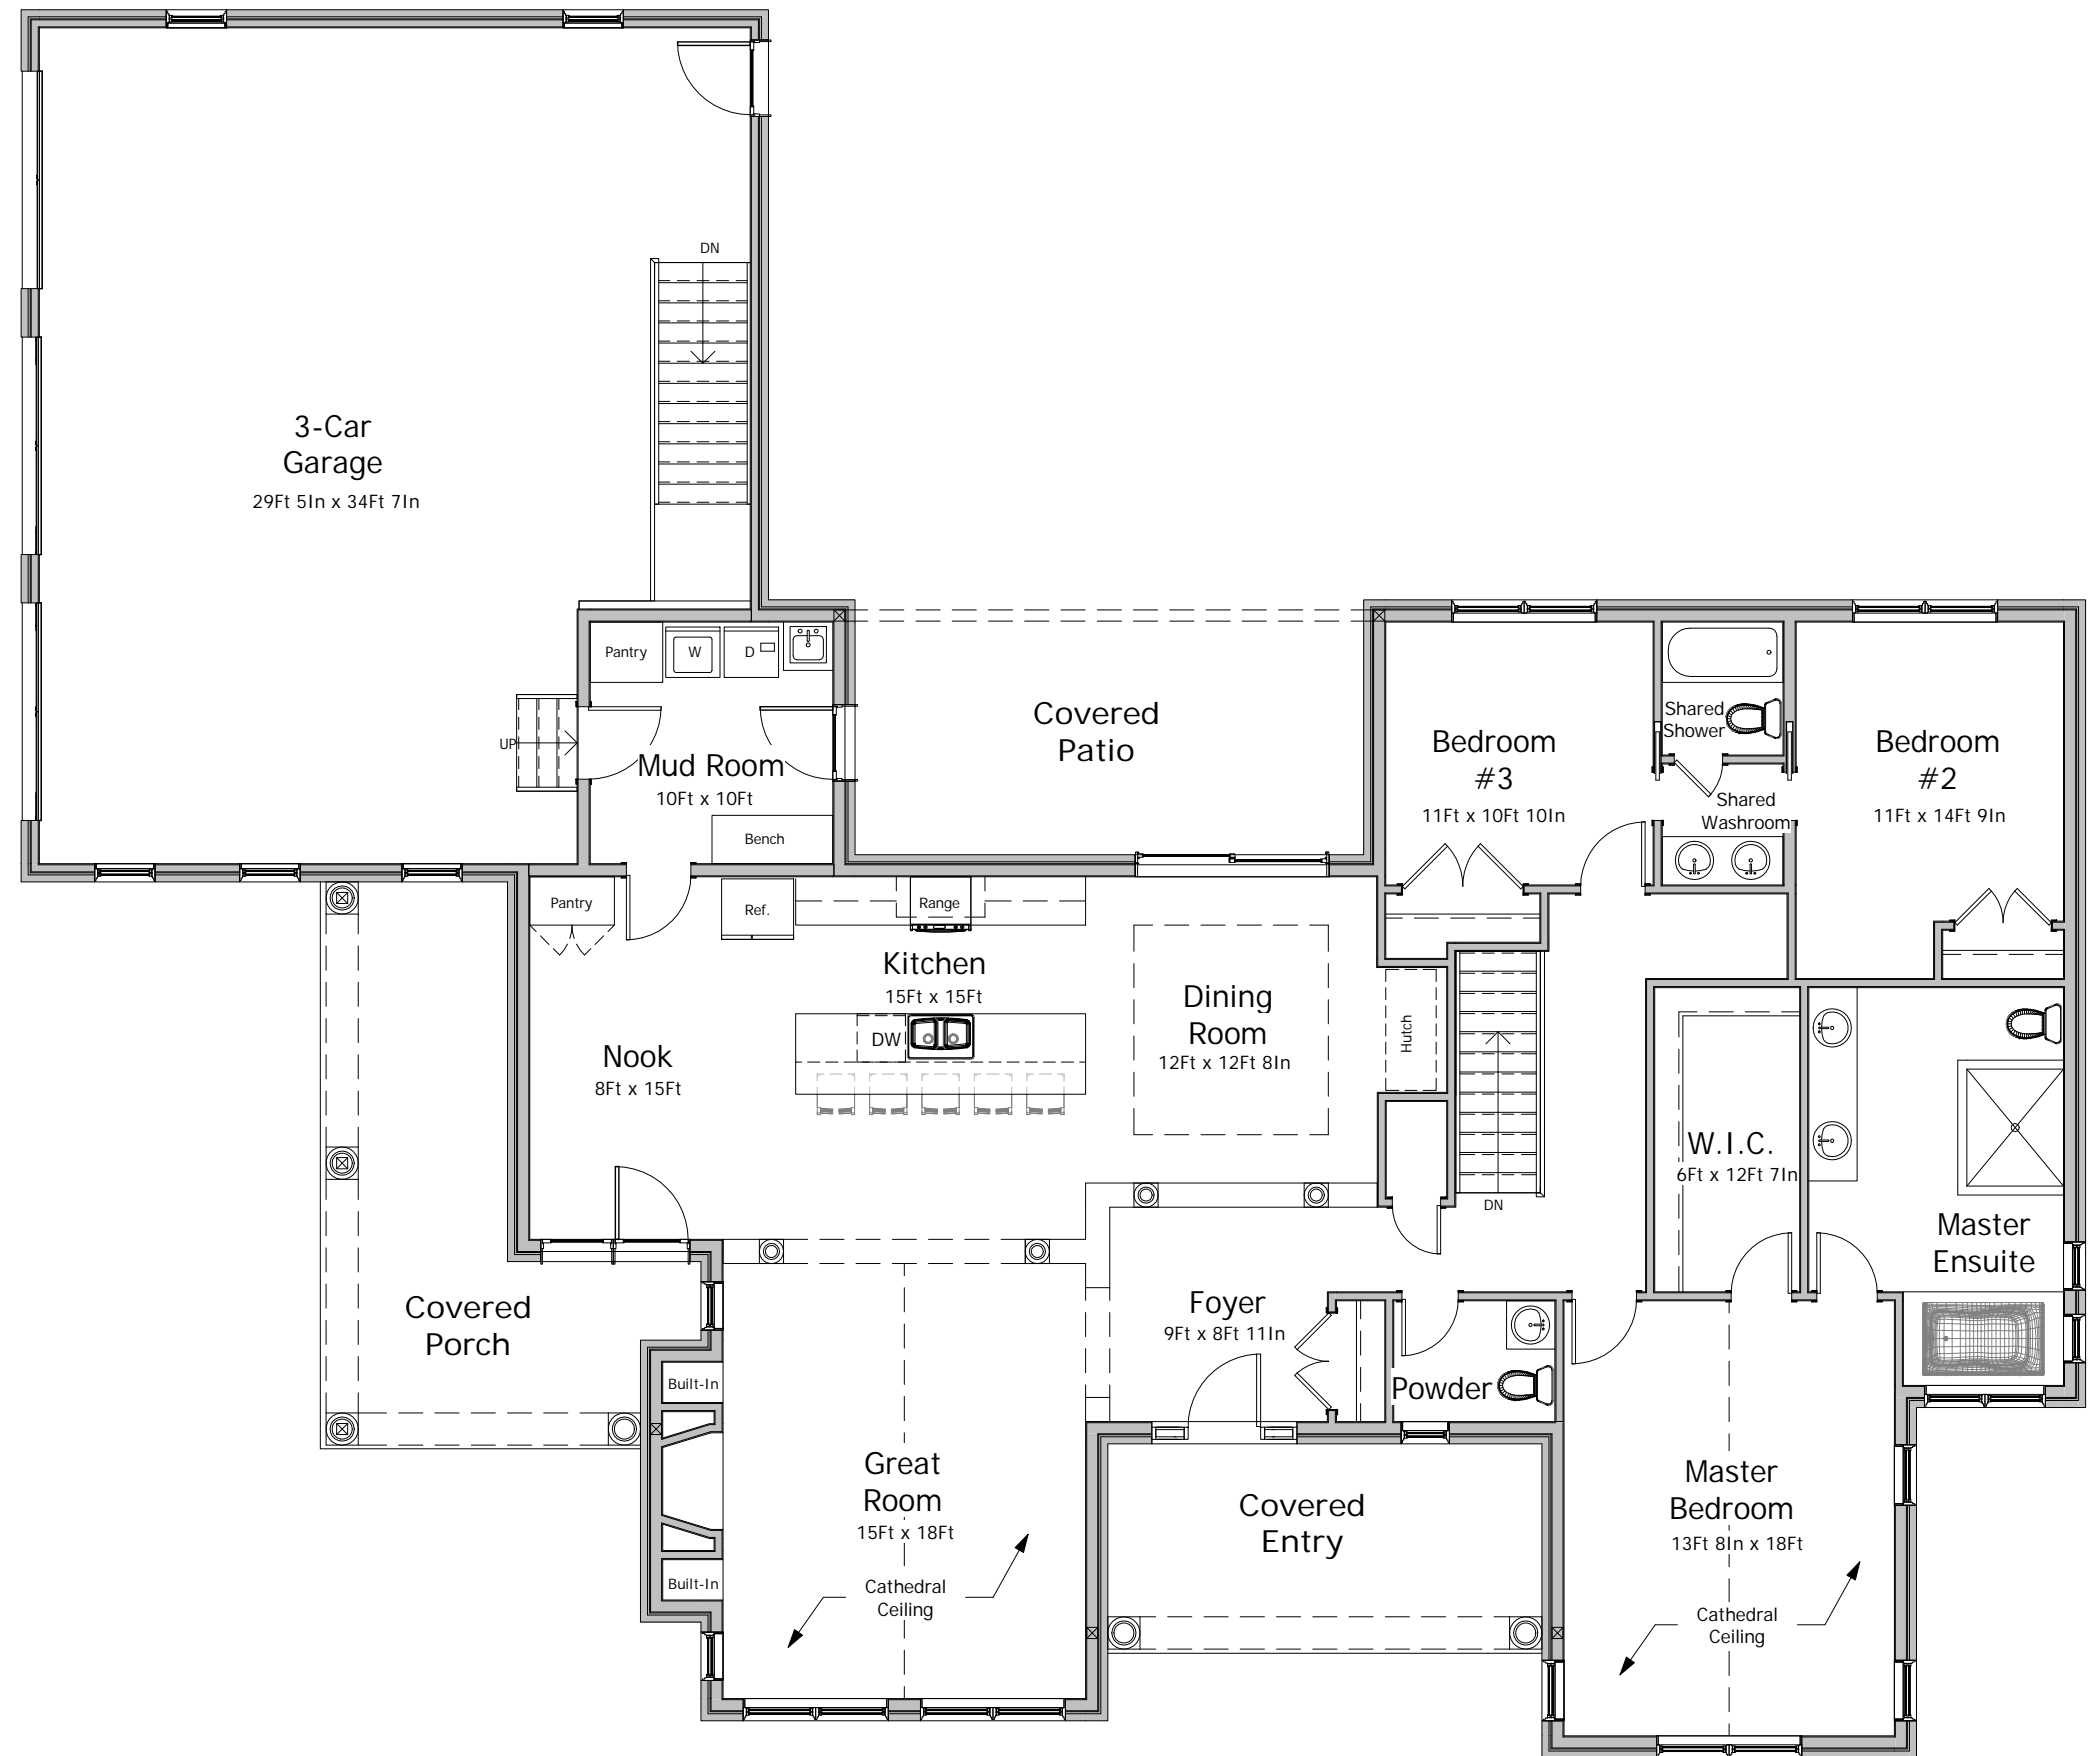 DN
3-Car
Garage
29Ft 5In x 34Ft 7In
UP
Pantry
W
D
Mud Room
10Ft x 10Ft
Bench
Covered
Patio
Bedroom
#3
11Ft x 10Ft 10In
Shared
Shower
Shared
Washroom
Bedroom
#2
11Ft x 14Ft 9In
Pantry
Ref.
Range
Kitchen
15Ft x 15Ft
DW
Nook
8Ft x 15Ft
Dining
Room
12Ft x 12Ft 8In
Hutch
DN
W.I.C.
6Ft x 12Ft 7In
Master
Ensuite
Covered
Porch
Built-In
Built-In
Great
Room
15Ft x 18Ft
Cathedral
Ceiling
Foyer
9Ft x 8Ft 11In
Powder
Covered
Entry
Master
Bedroom
13Ft 8In x 18Ft
Cathedral
Ceiling